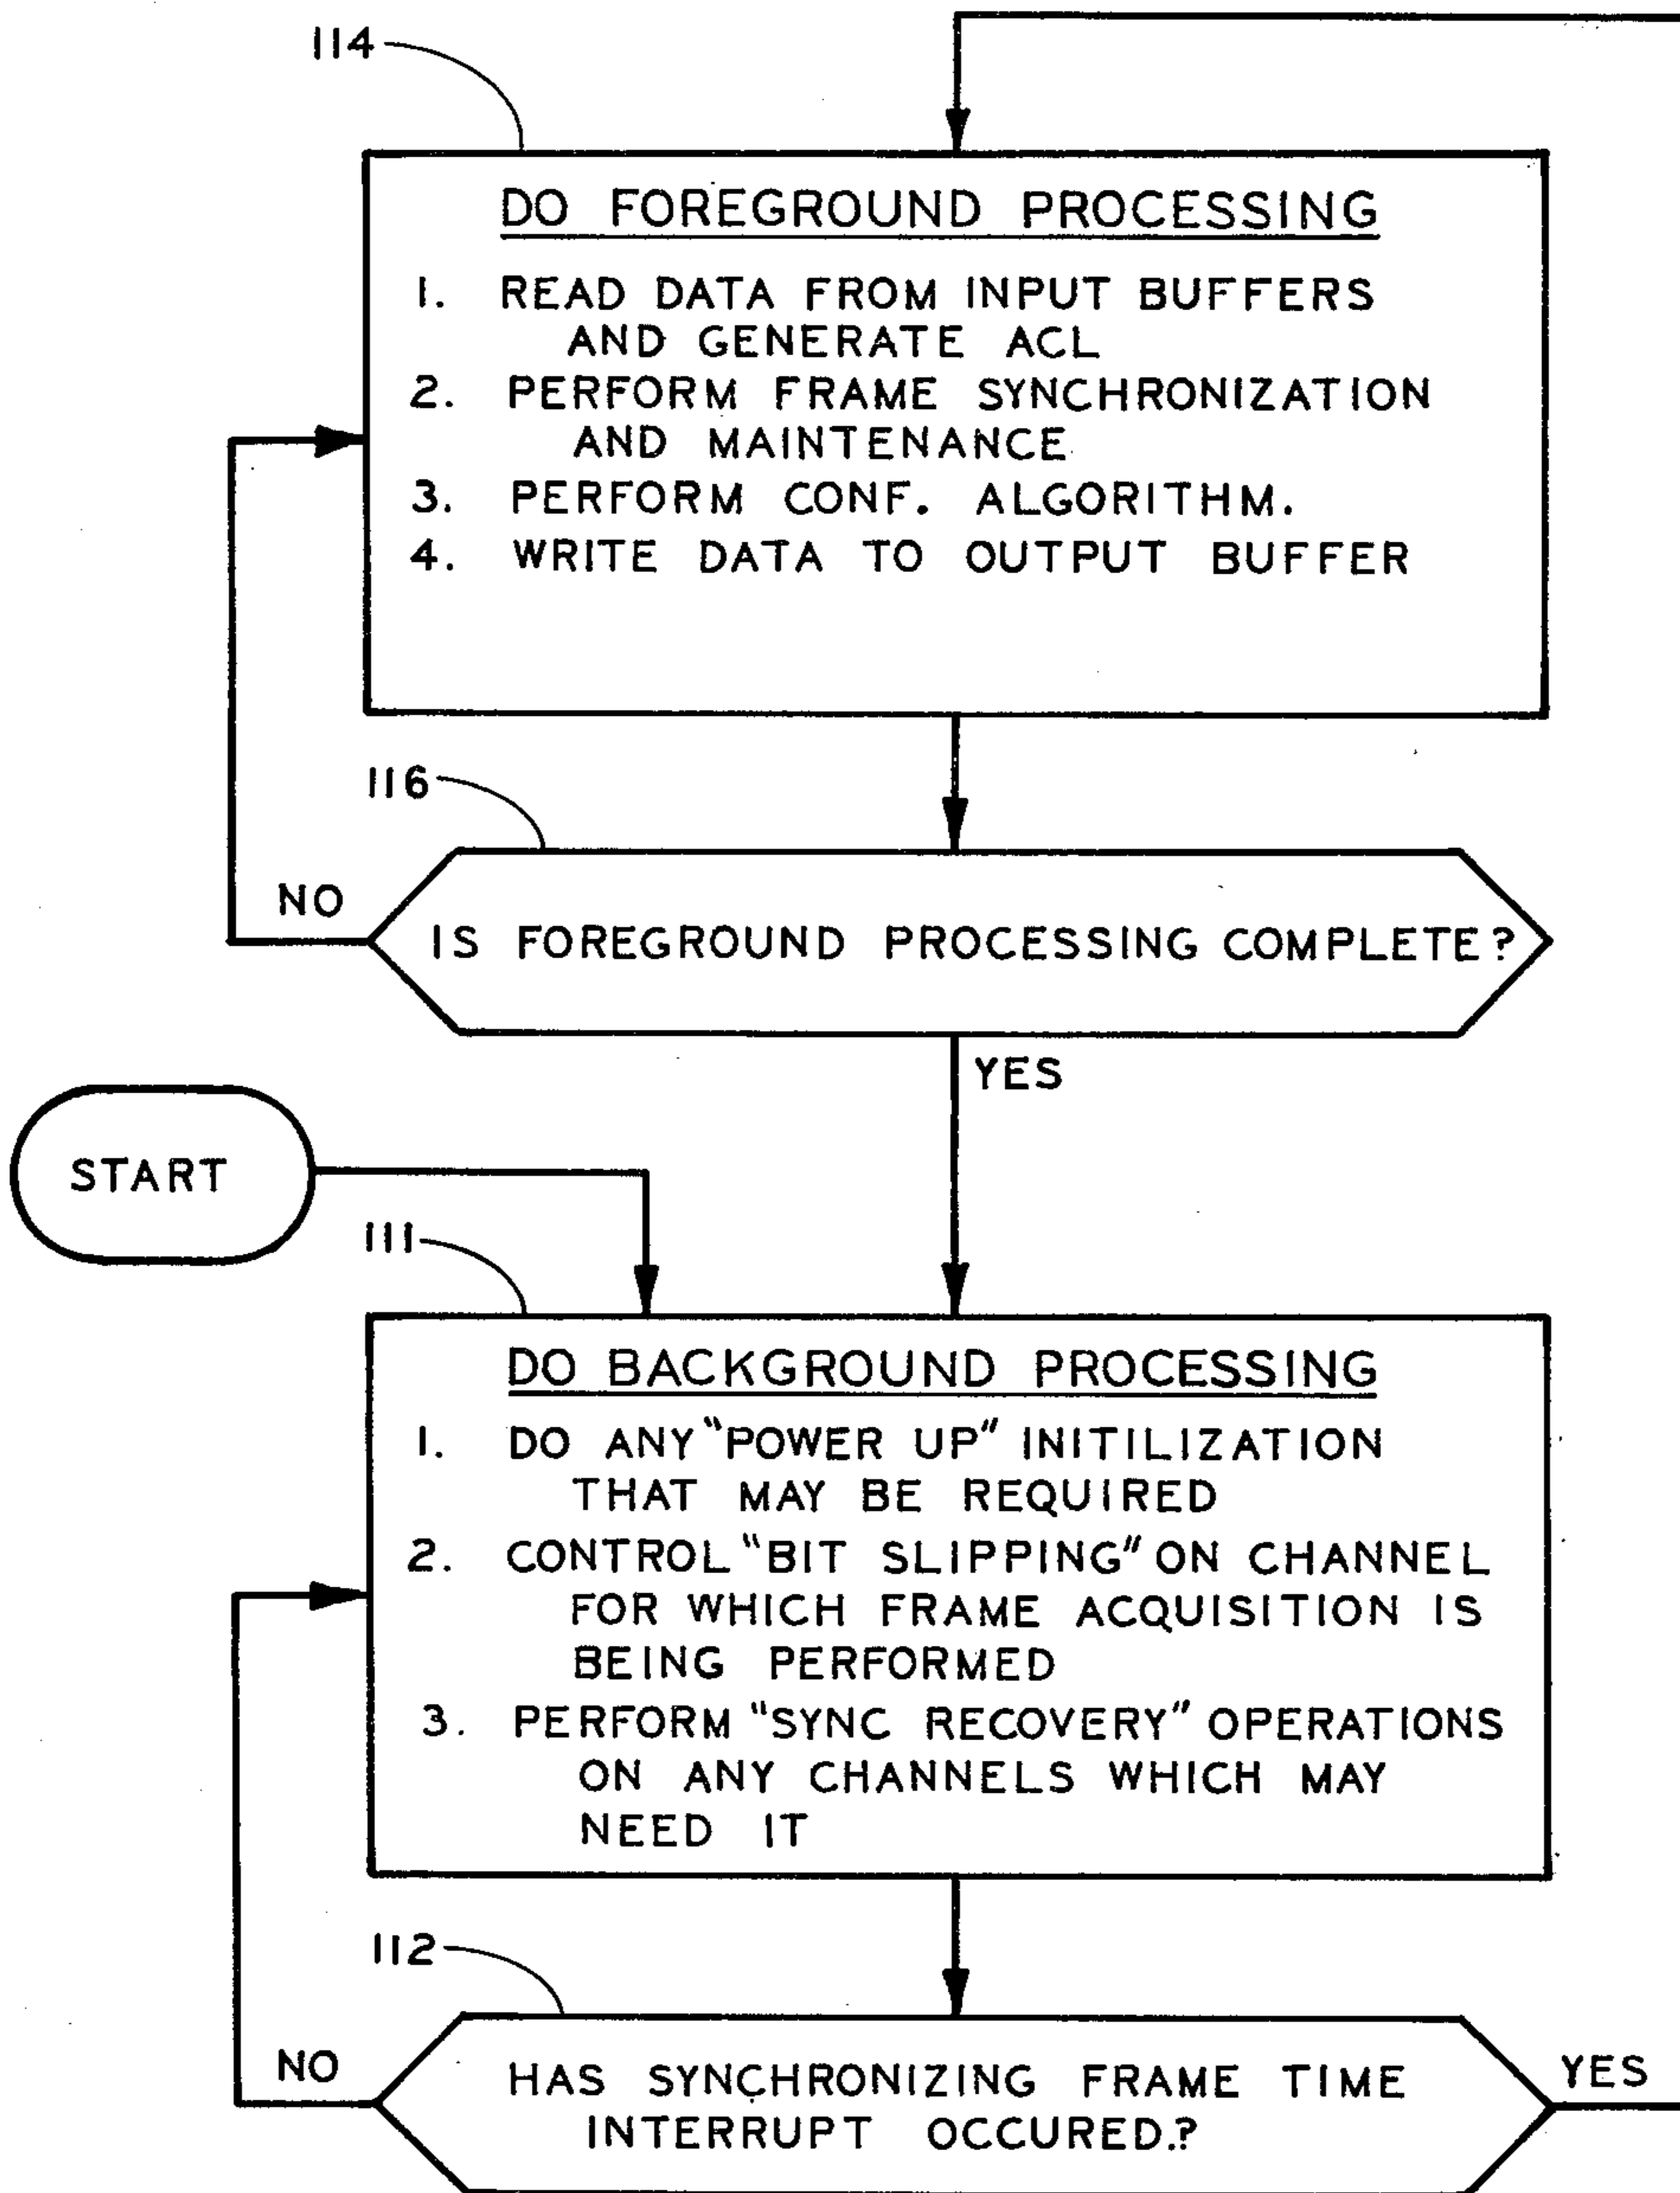 114
DO FOREGROUND PROCESSING
1. READ DATA FROM INPUT BUFFERS
AND GENERATE ACL
2. PERFORM FRAME SYNCHRONIZATION
AND MAINTENANCE
3. PERFORM CONF. ALGORITHM.
4. WRITE DATA TO OUTPUT BUFFER
116
NO
IS FOREGROUND PROCESSING COMPLETE?
YES
START
111
DO BACKGROUND PROCESSING
1. DO ANY "POWER UP" INITILIZATION
THAT MAY BE REQUIRED
2. CONTROL "BIT SLIPPING" ON CHANNEL
FOR WHICH FRAME ACQUISITION IS
BEING PERFORMED
3. PERFORM "SYNC RECOVERY" OPERATIONS
ON ANY CHANNELS WHICH MAY
NEED IT
112
NO
HAS SYNCHRONIZING FRAME TIME
INTERRUPT OCCURED.?
YES